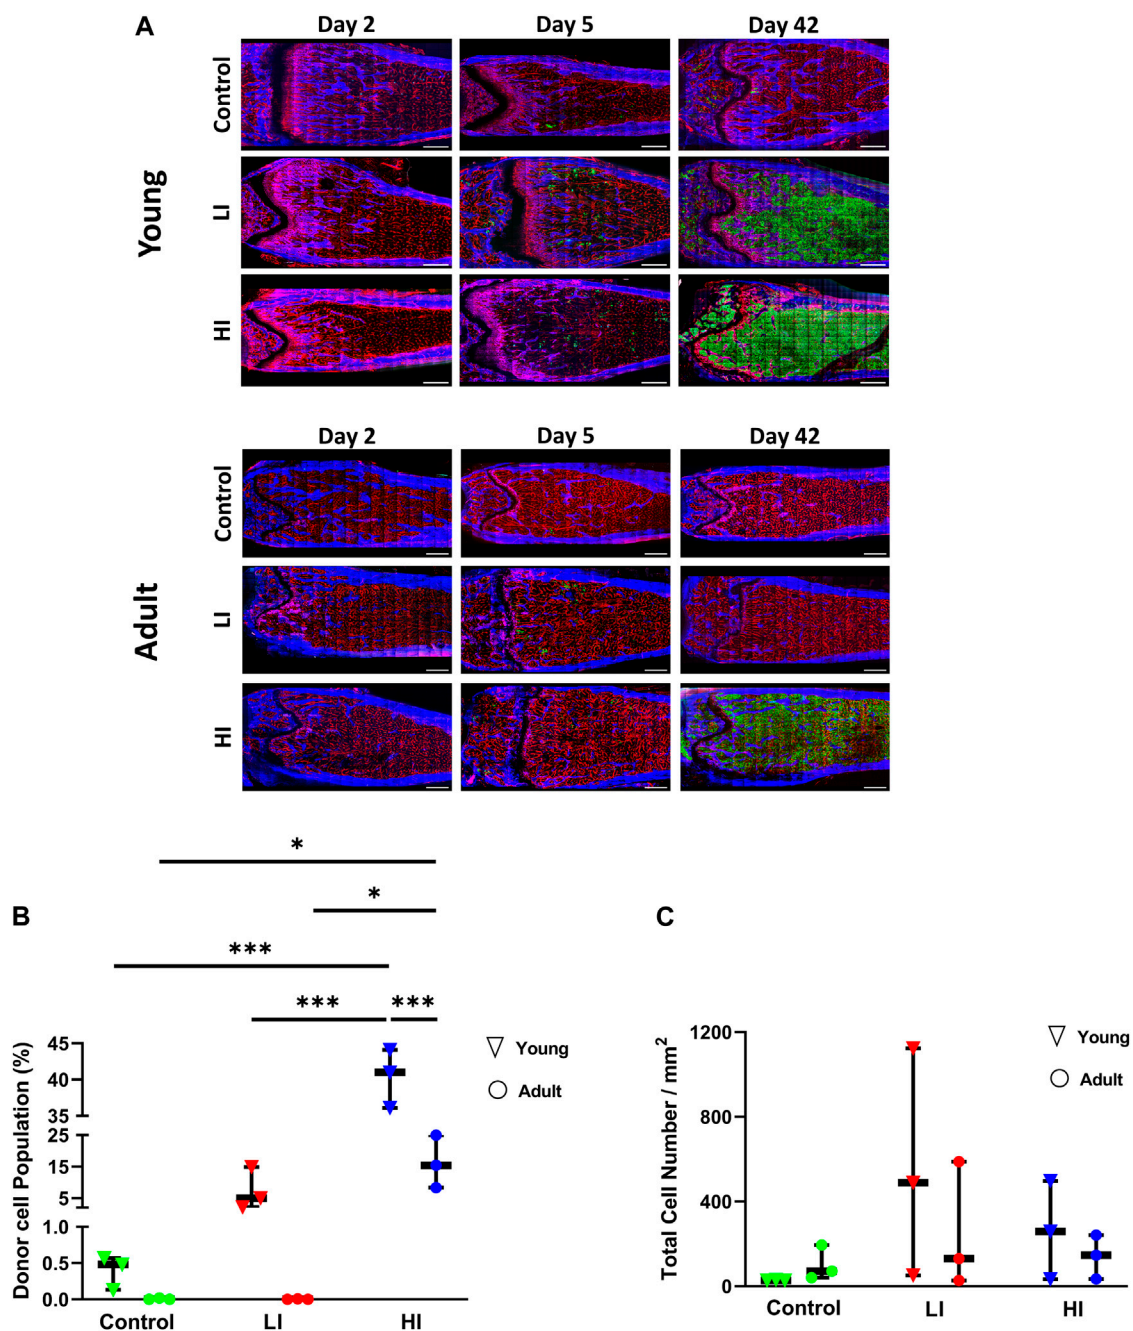 A
Day 2 Day 5 Day 42
Young
Control
LI
HI
Day 2 Day 5 Day 42
Adult
Control
LI
HI
*
*
B
***
*** ***
Donor cell Population (%)
45
40
35
25
15
5
1.0
0.5
0.0
Young
Adult
Control LI HI
C
Total Cell Number / mm²
1200
800
400
0
Young
Adult
Control LI HI